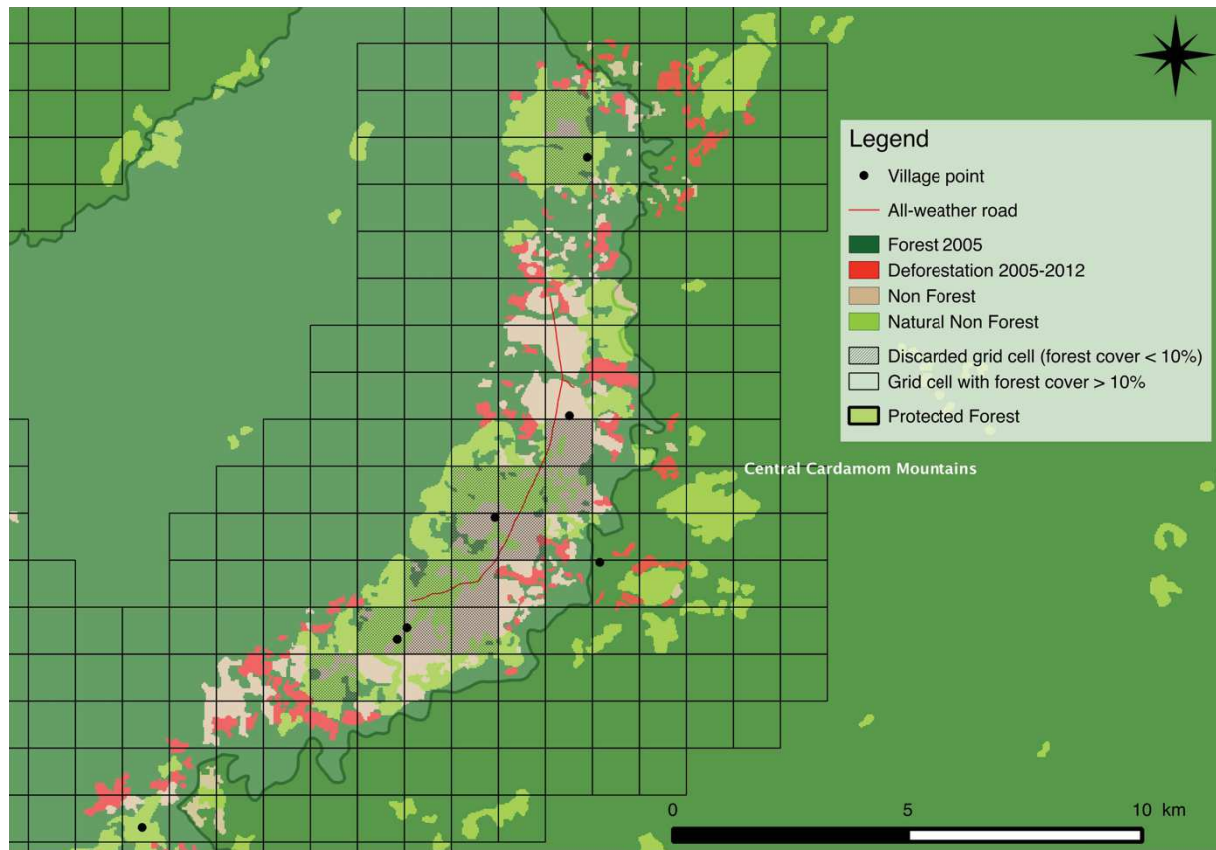 Legend
Village point
All-weather road
Forest 2005
Deforestation 2005-2012
Non Forest
Natural Non Forest
Discarded grid cell (forest cover < 10%)
Grid cell with forest cover > 10%
Protected Forest
Central Cardamom Mountains
0 5 10 km